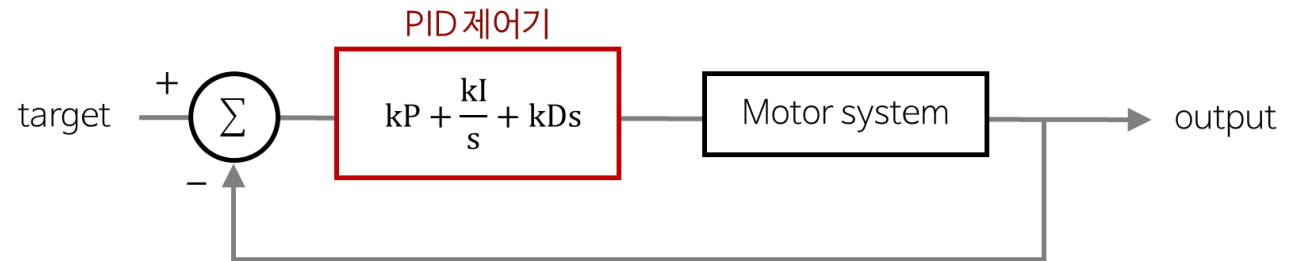 PID 제어기
target
+
−
∑
kP + kI/s + kDs
Motor system
output